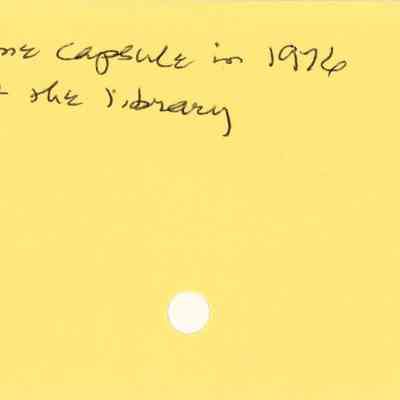 me capsule in 1976
t the library